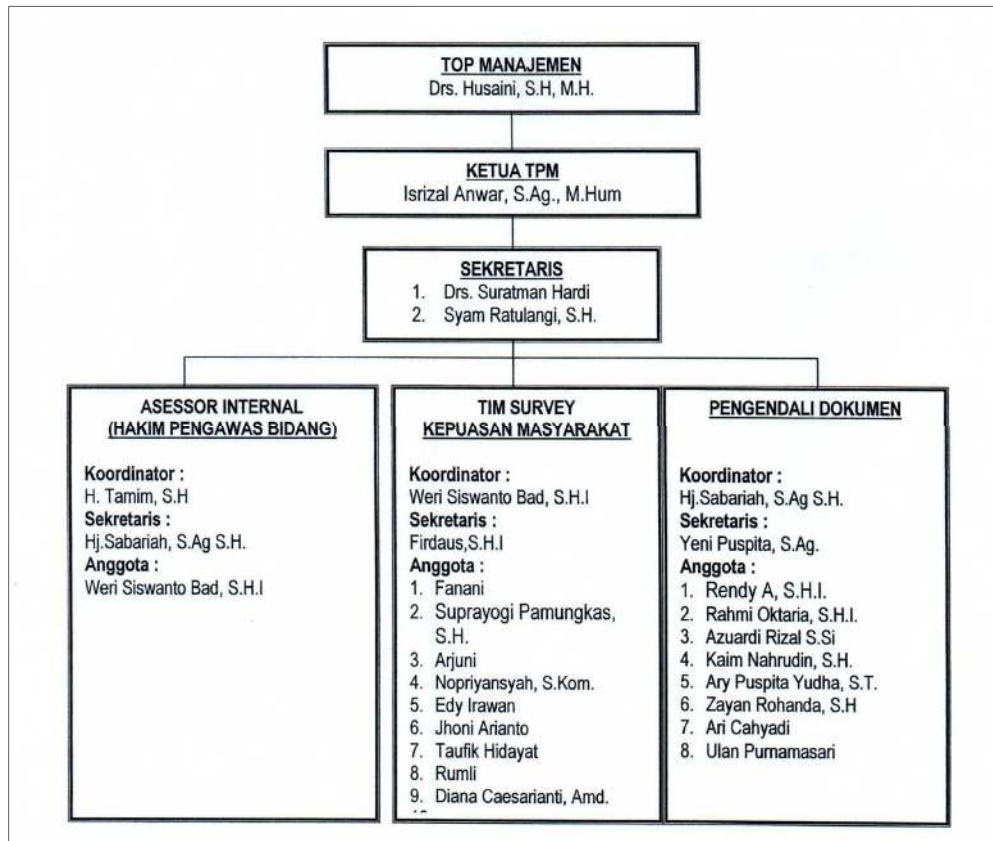 TOP MANAJEMEN
Drs. Husaini, S.H, M.H.
KETUA TPM
Isrizal Anwar, S.Ag., M.Hum
SEKRETARIS
1. Drs. Suratman Hardi
2. Syam Ratulangi, S.H.
ASESSOR INTERNAL
(HAKIM PENGAWAS BIDANG)
Koordinator :
H. Tamim, S.H
Sekretaris :
Hj.Sabariah, S.Ag S.H.
Anggota :
Weri Siswanto Bad, S.H.I
TIM SURVEY
KEPUASAN MASYARAKAT
Koordinator :
Weri Siswanto Bad, S.H.I
Sekretaris :
Firdaus,S.H.I
Anggota :
1. Fanani
2. Suprayogi Pamungkas,
S.H.
3. Arjuni
4. Nopriyansyah, S.Kom.
5. Edy Irawan
6. Jhoni Arianto
7. Taufik Hidayat
8. Rumli
9. Diana Caesarianti, Amd.
PENGENDALI DOKUMEN
Koordinator :
Hj.Sabariah, S.Ag S.H.
Sekretaris :
Yeni Puspita, S.Ag.
Anggota :
1. Rendy A, S.H.I.
2. Rahmi Oktaria, S.H.I.
3. Azuardi Rizal S.Si
4. Kaim Nahrudin, S.H.
5. Ary Puspita Yudha, S.T.
6. Zayan Rohanda, S.H
7. Ari Cahyadi
8. Ulan Purnamasari